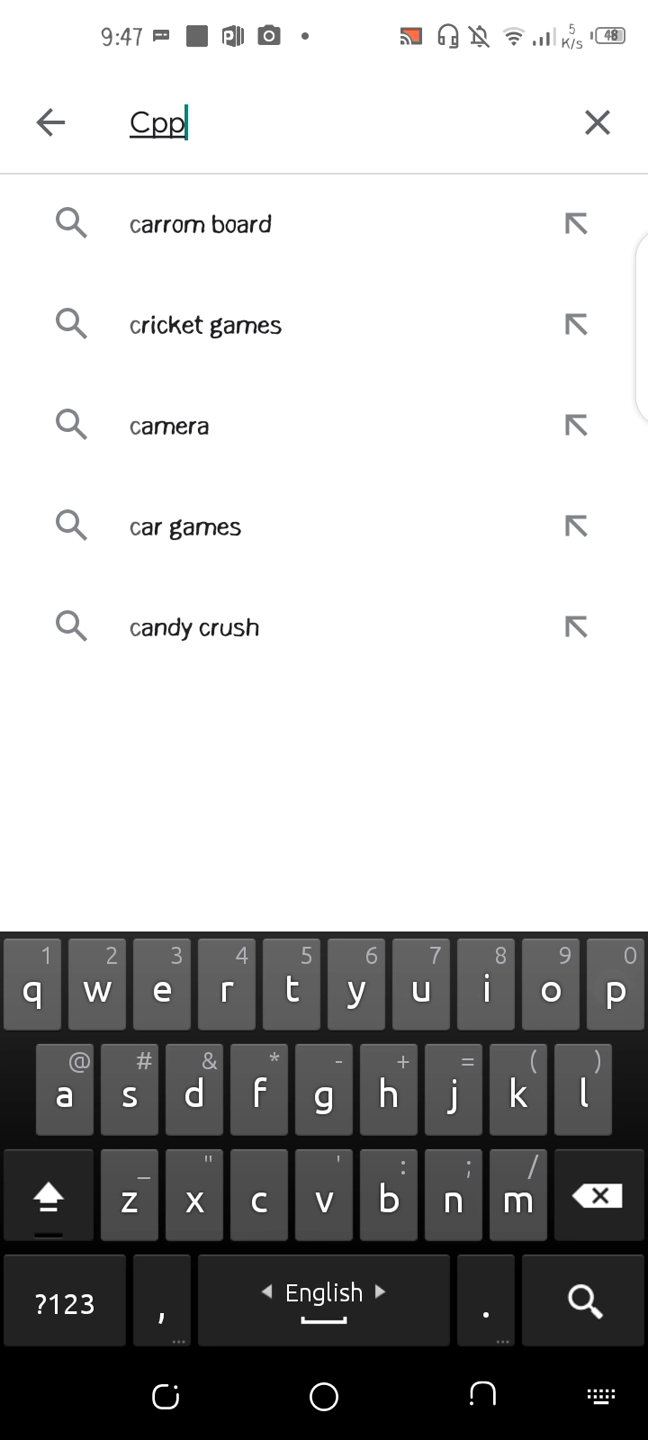 9:47 5 K/s 48
Cpp
carrom board
cricket games
camera
car games
candy crush
1 2 3 4 5 6 7 8 9 0
q w e r t y u i o p
@ # & * - + = ( )
a s d f g h j k l
_ " ' : ; /
z x c v b n m
?123 , English .